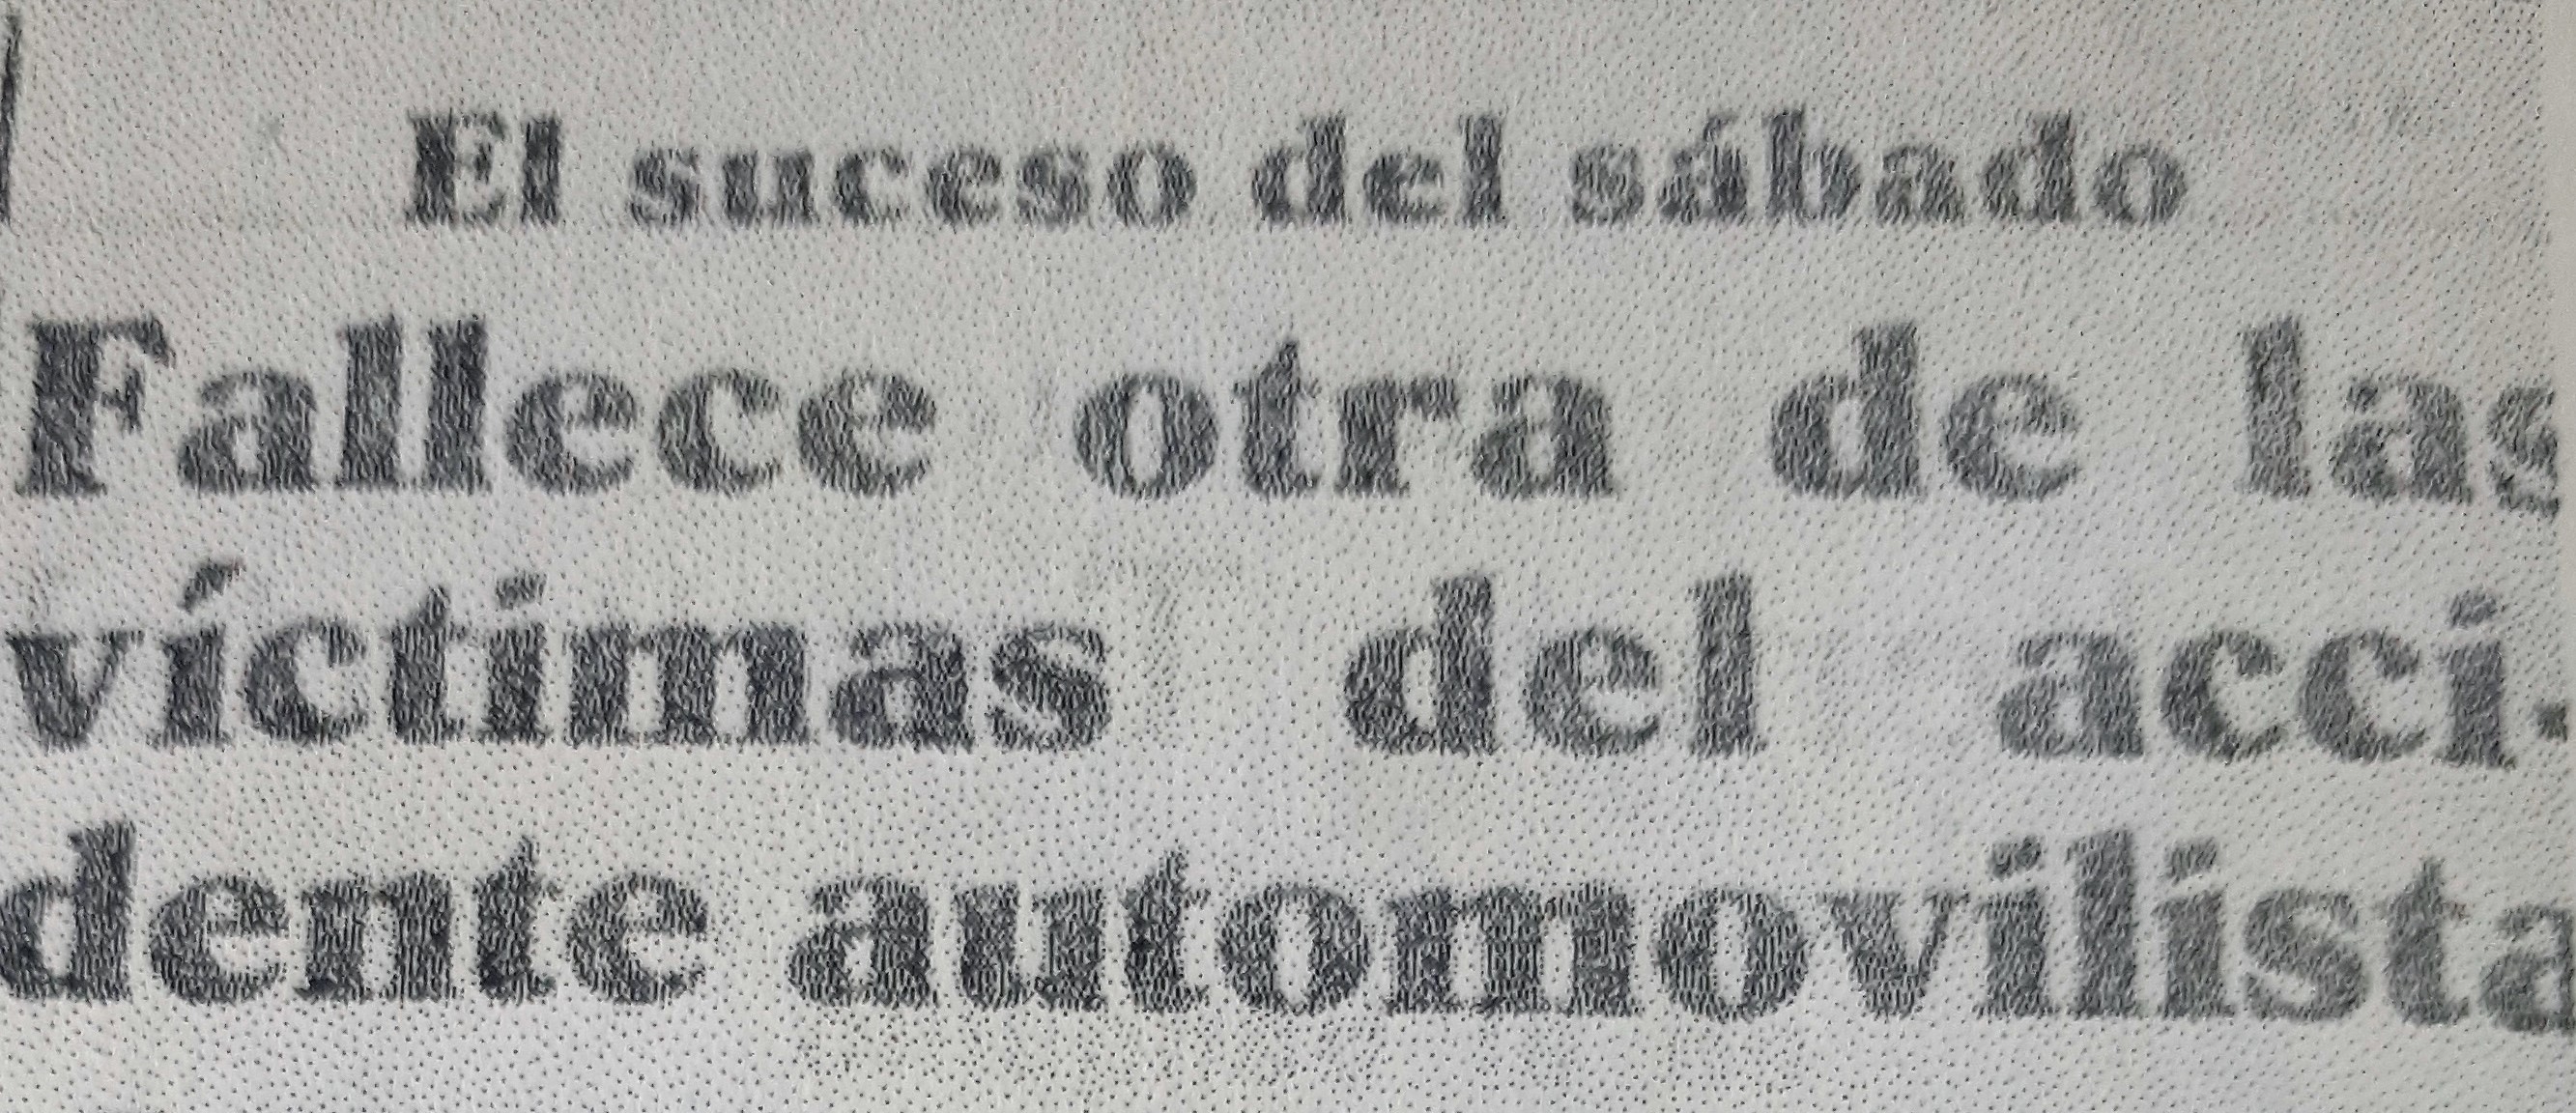 El suceso del sábado
Fallece otra de las
víctimas del acci-
dente automovilista